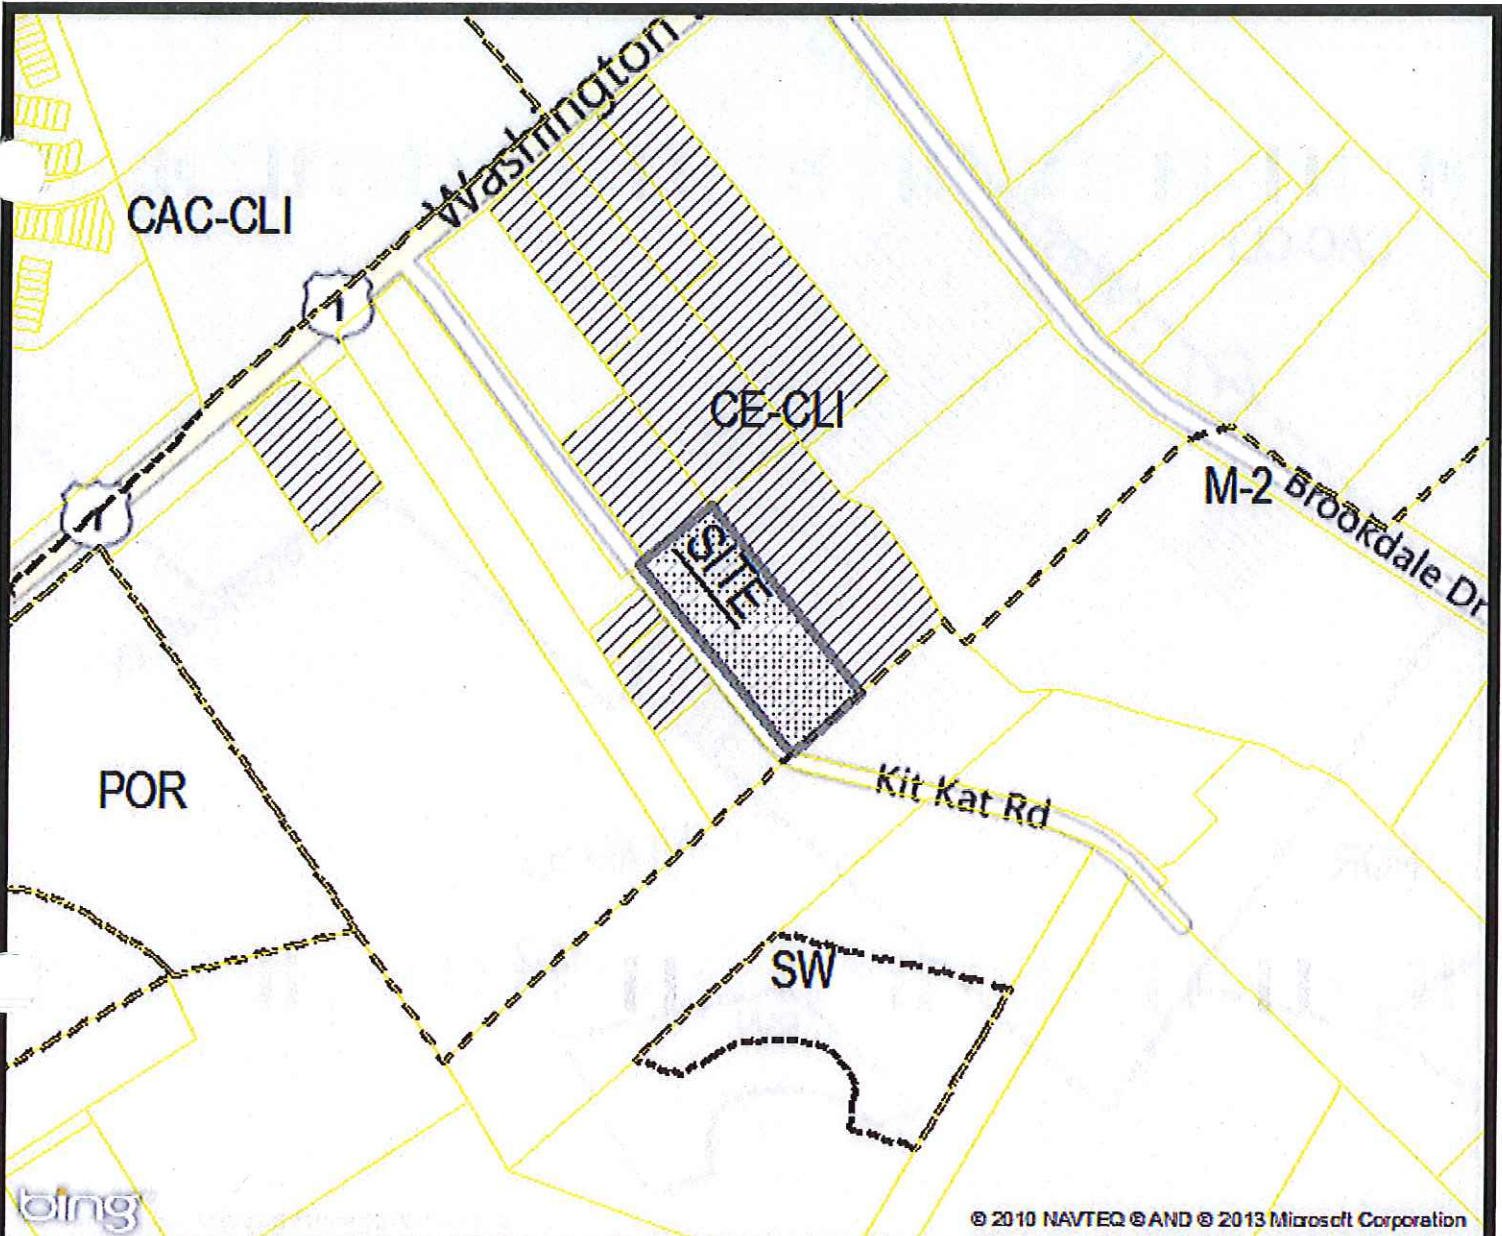 Washington
CAC-CLI
1
CE-CLI
M-2
Brookdale Dr
1
SITE
POR
Kit Kat Rd
SW
bing
© 2010 NAVTEQ © AND © 2013 Microsoft Corporation